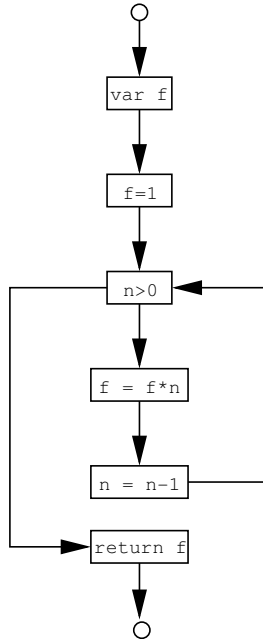 var f
f=1
n>0
f = f*n
n = n-1
return f